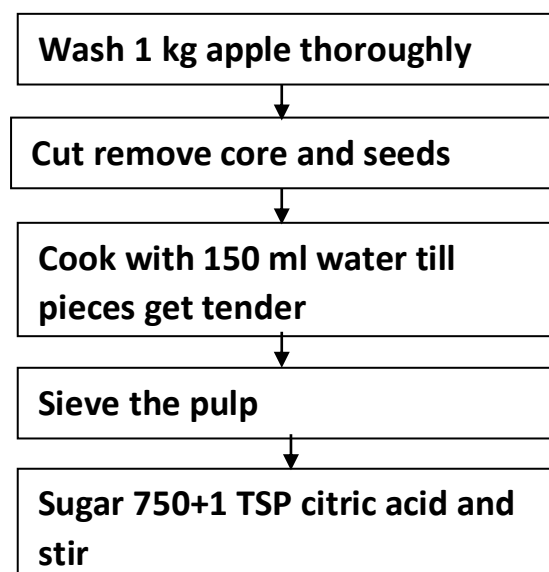 Wash 1 kg apple thoroughly
Cut remove core and seeds
Cook with 150 ml water till
pieces get tender
Sieve the pulp
Sugar 750+1 TSP citric acid and
stir